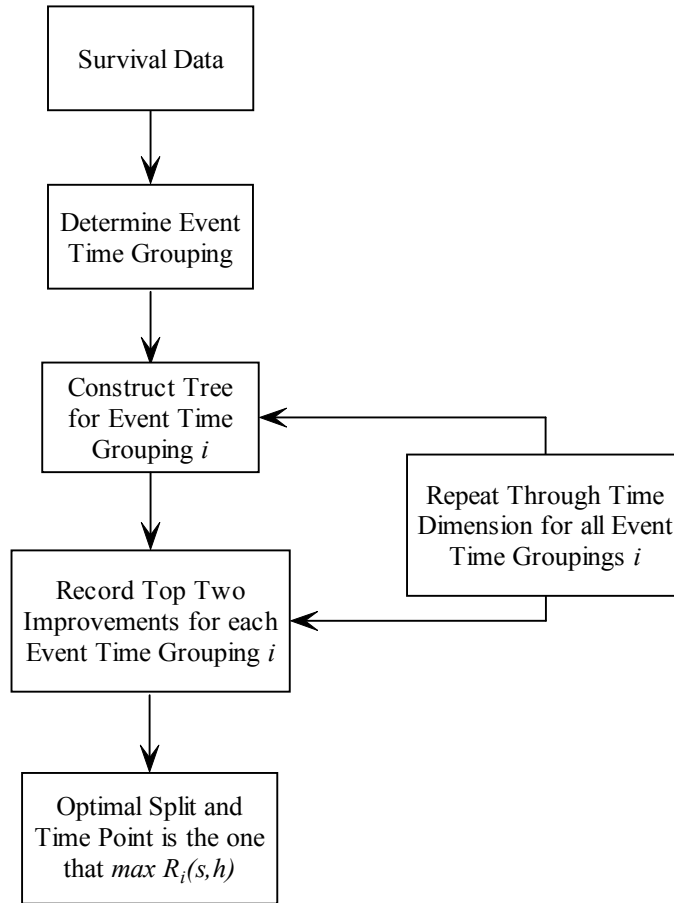 Survival Data
Determine Event
Time Grouping
Construct Tree
for Event Time
Grouping i
Repeat Through Time
Dimension for all Event
Time Groupings i
Record Top Two
Improvements for each
Event Time Grouping i
Optimal Split and
Time Point is the one
that max Ri(s,h)